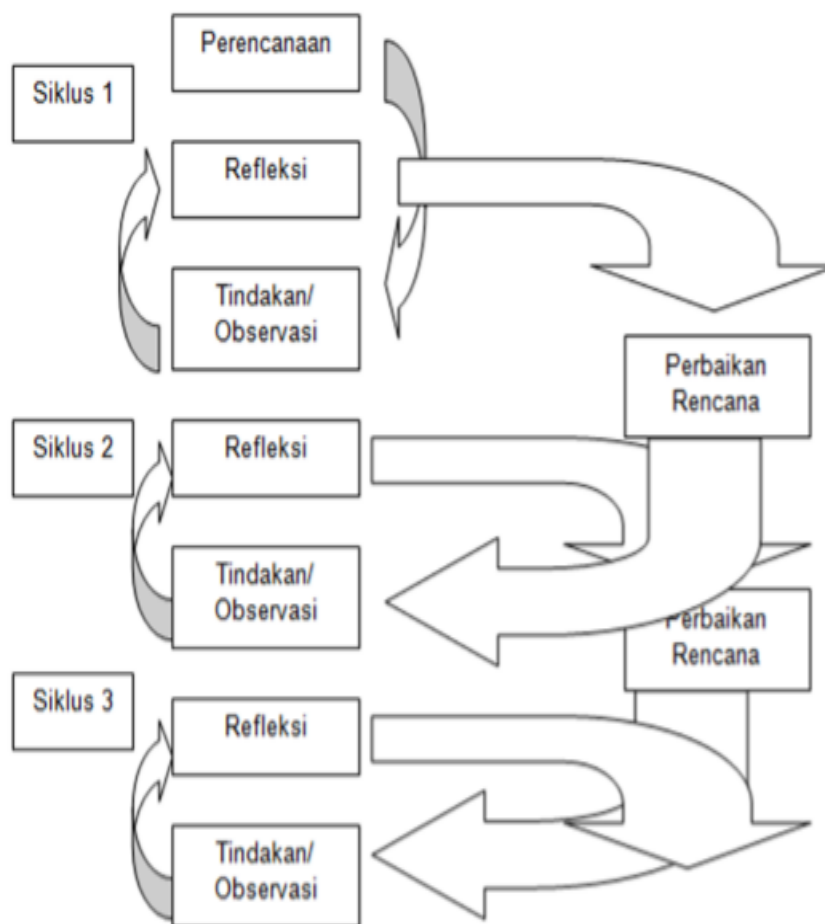 Perencanaan
Siklus 1
Refleksi
Tindakan/
Observasi
Perbaikan
Rencana
Siklus 2
Refleksi
Tindakan/
Observasi
Perbaikan
Rencana
Siklus 3
Refleksi
Tindakan/
Observasi